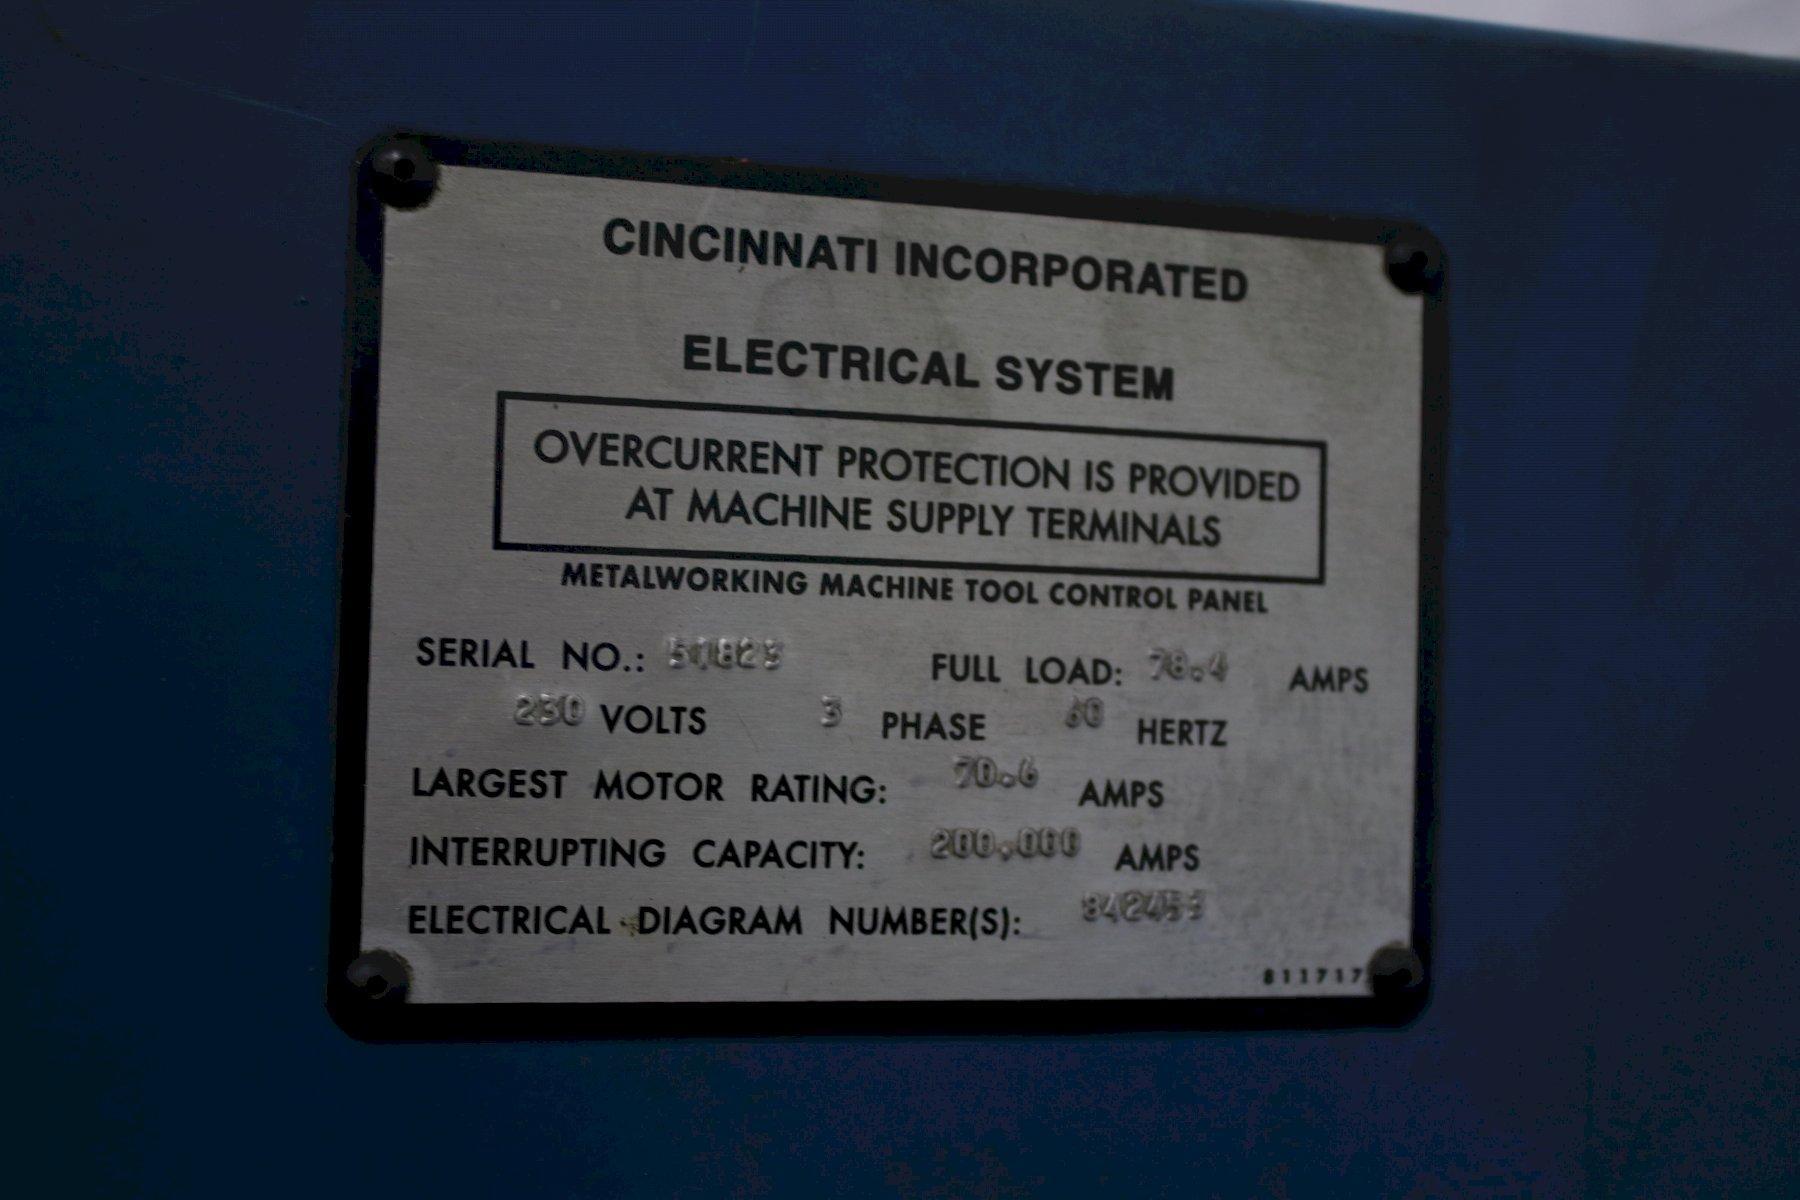 CINCINNATI INCORPORATED
ELECTRICAL SYSTEM
OVERCURRENT PROTECTION IS PROVIDED
AT MACHINE SUPPLY TERMINALS
METALWORKING MACHINE TOOL CONTROL PANEL
SERIAL NO.: FULL LOAD: 78.4 AMPS
230 VOLTS 3 PHASE 60 HERTZ
LARGEST MOTOR RATING: 70.6 AMPS
INTERRUPTING CAPACITY: 200,000 AMPS
ELECTRICAL DIAGRAM NUMBER(S):
811717